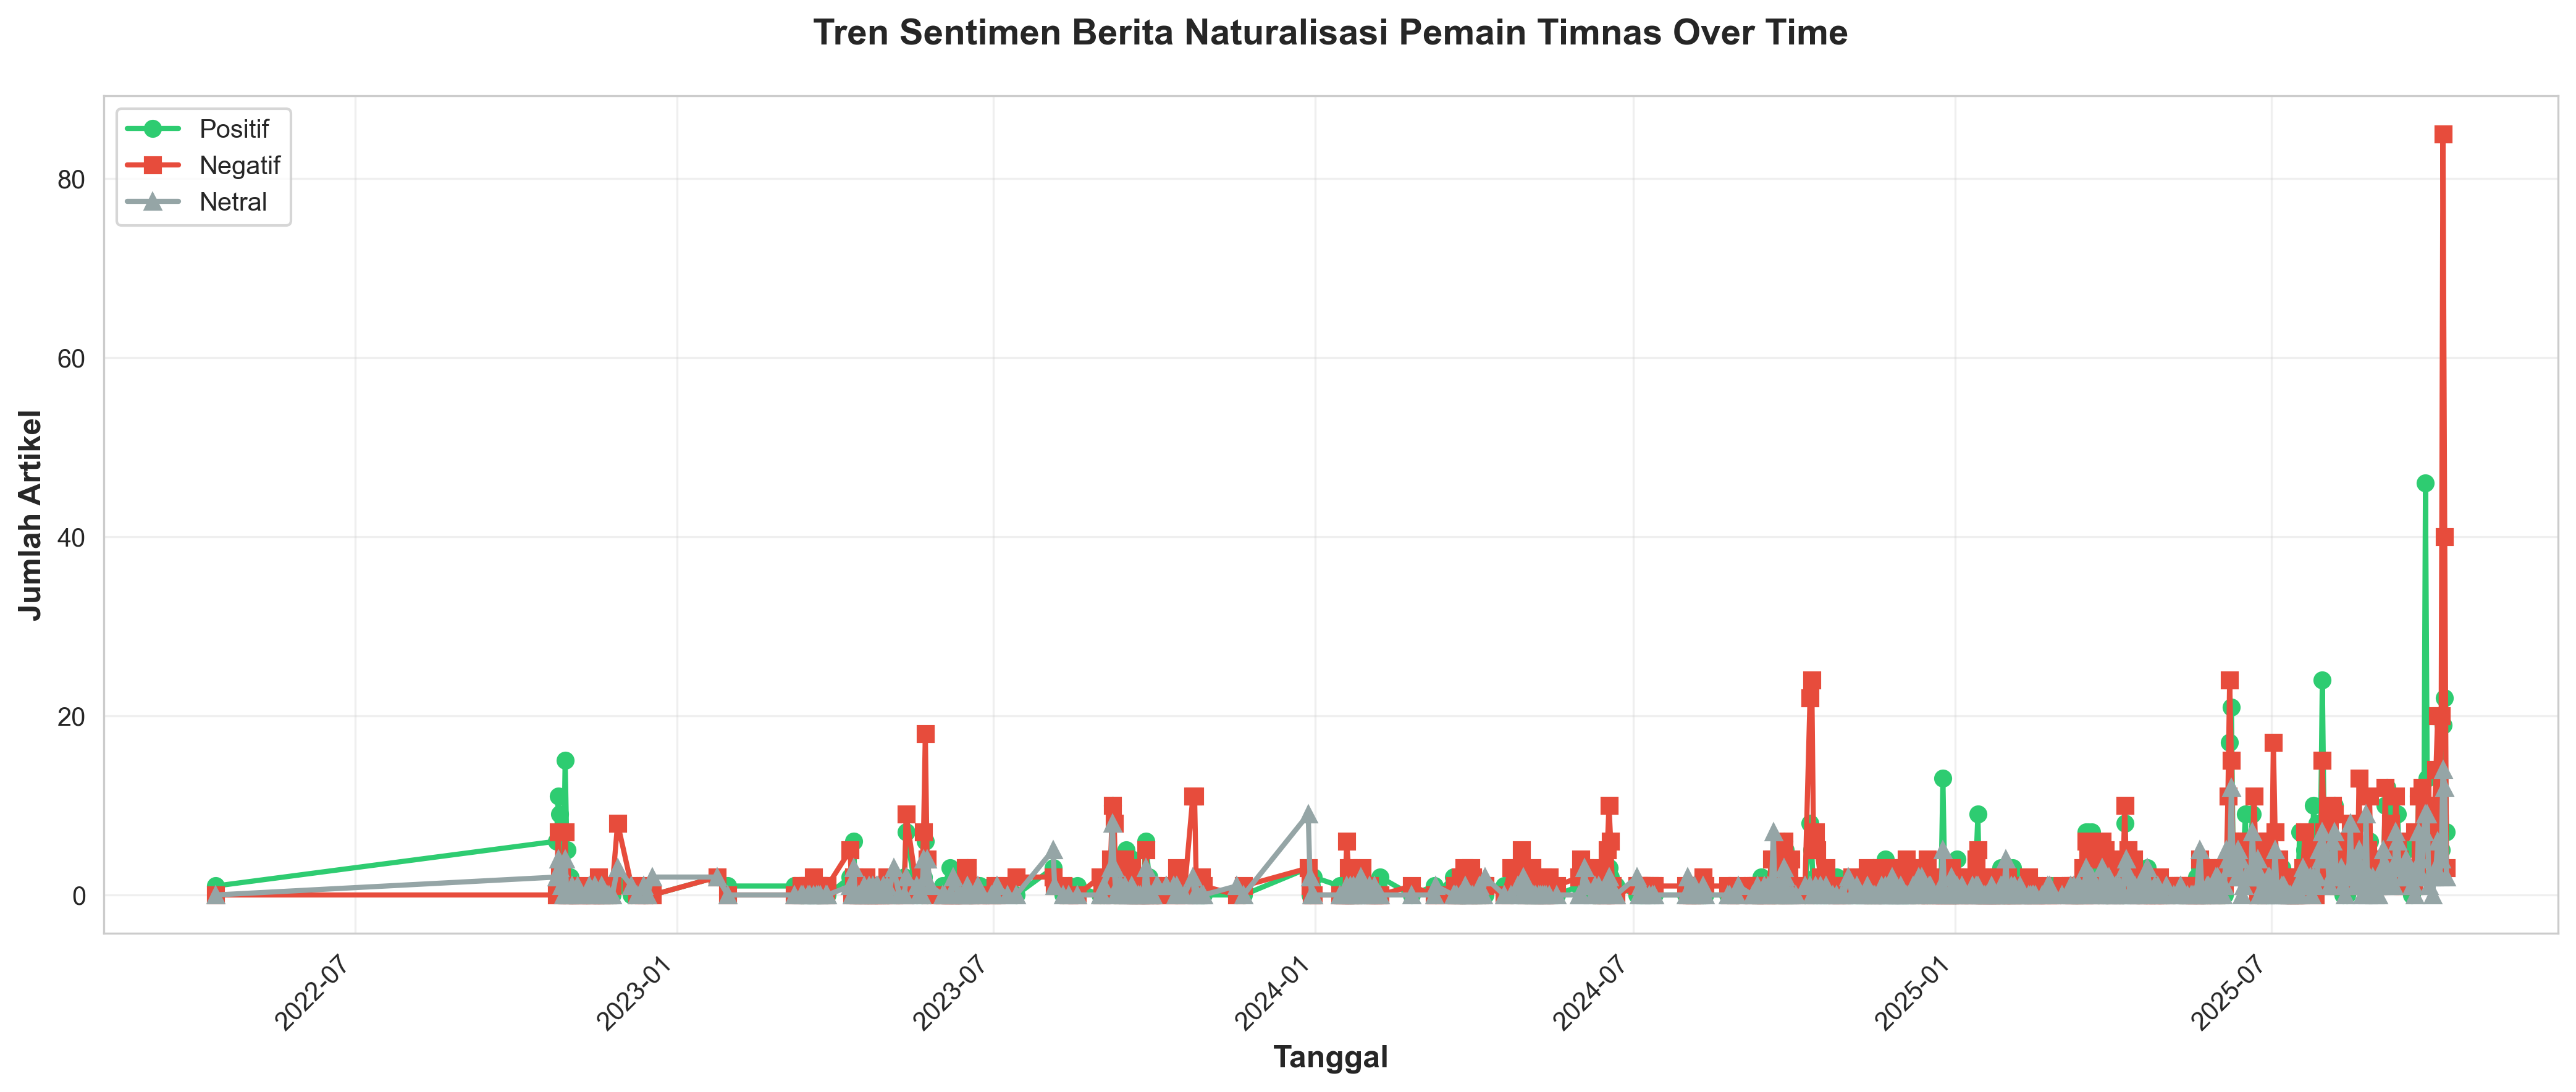 Tren Sentimen Berita Naturalisasi Pemain Timnas Over Time
Positif
Negatif
Netral
Jumlah Artikel
80
60
40
20
0
2022-07
2023-01
2023-07
2024-01
2024-07
2025-01
2025-07
Tanggal